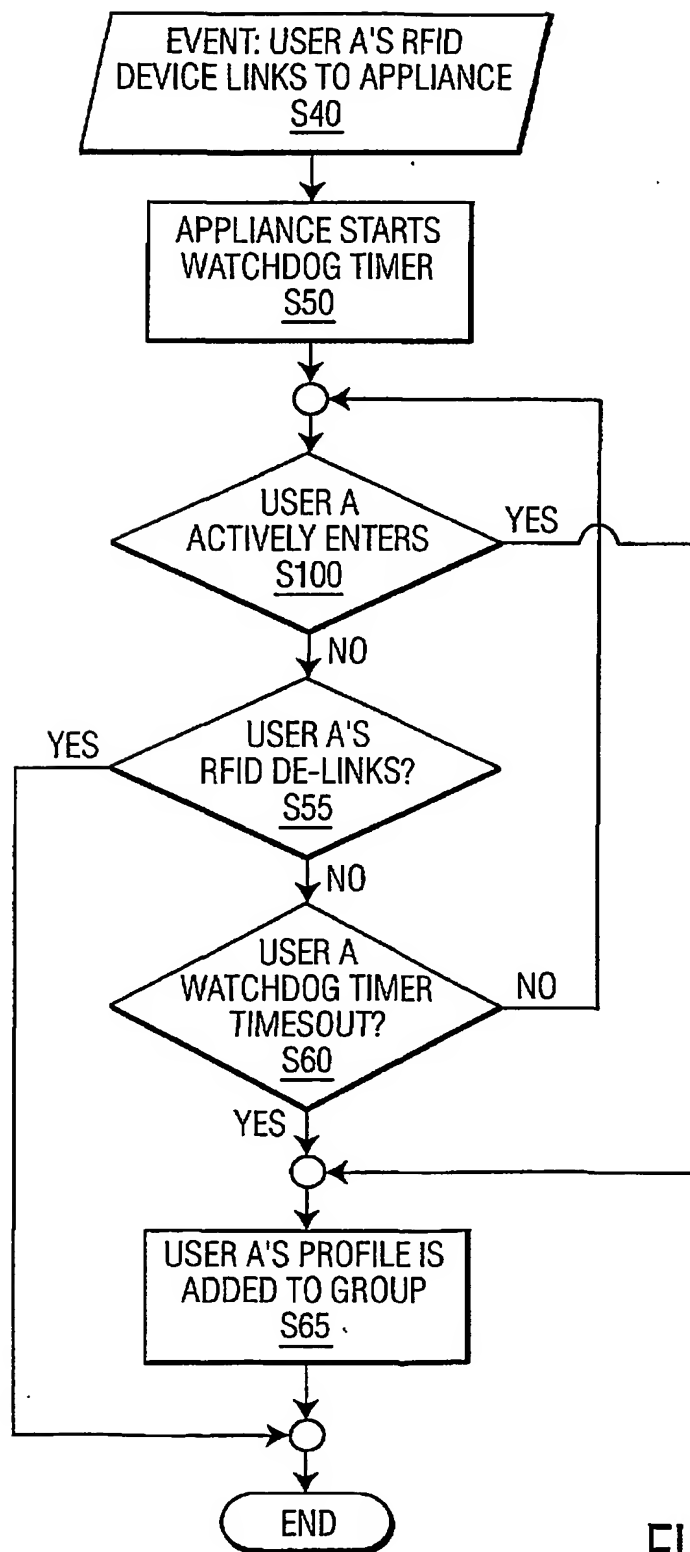 EVENT: USER A'S RFID
DEVICE LINKS TO APPLIANCE
S40
APPLIANCE STARTS
WATCHDOG TIMER
S50
USER A
ACTIVELY ENTERS
S100
YES
NO
USER A'S
RFID DE-LINKS?
S55
YES
NO
USER A
WATCHDOG TIMER
TIMESOUT?
S60
NO
YES
USER A'S PROFILE IS
ADDED TO GROUP
S65
END